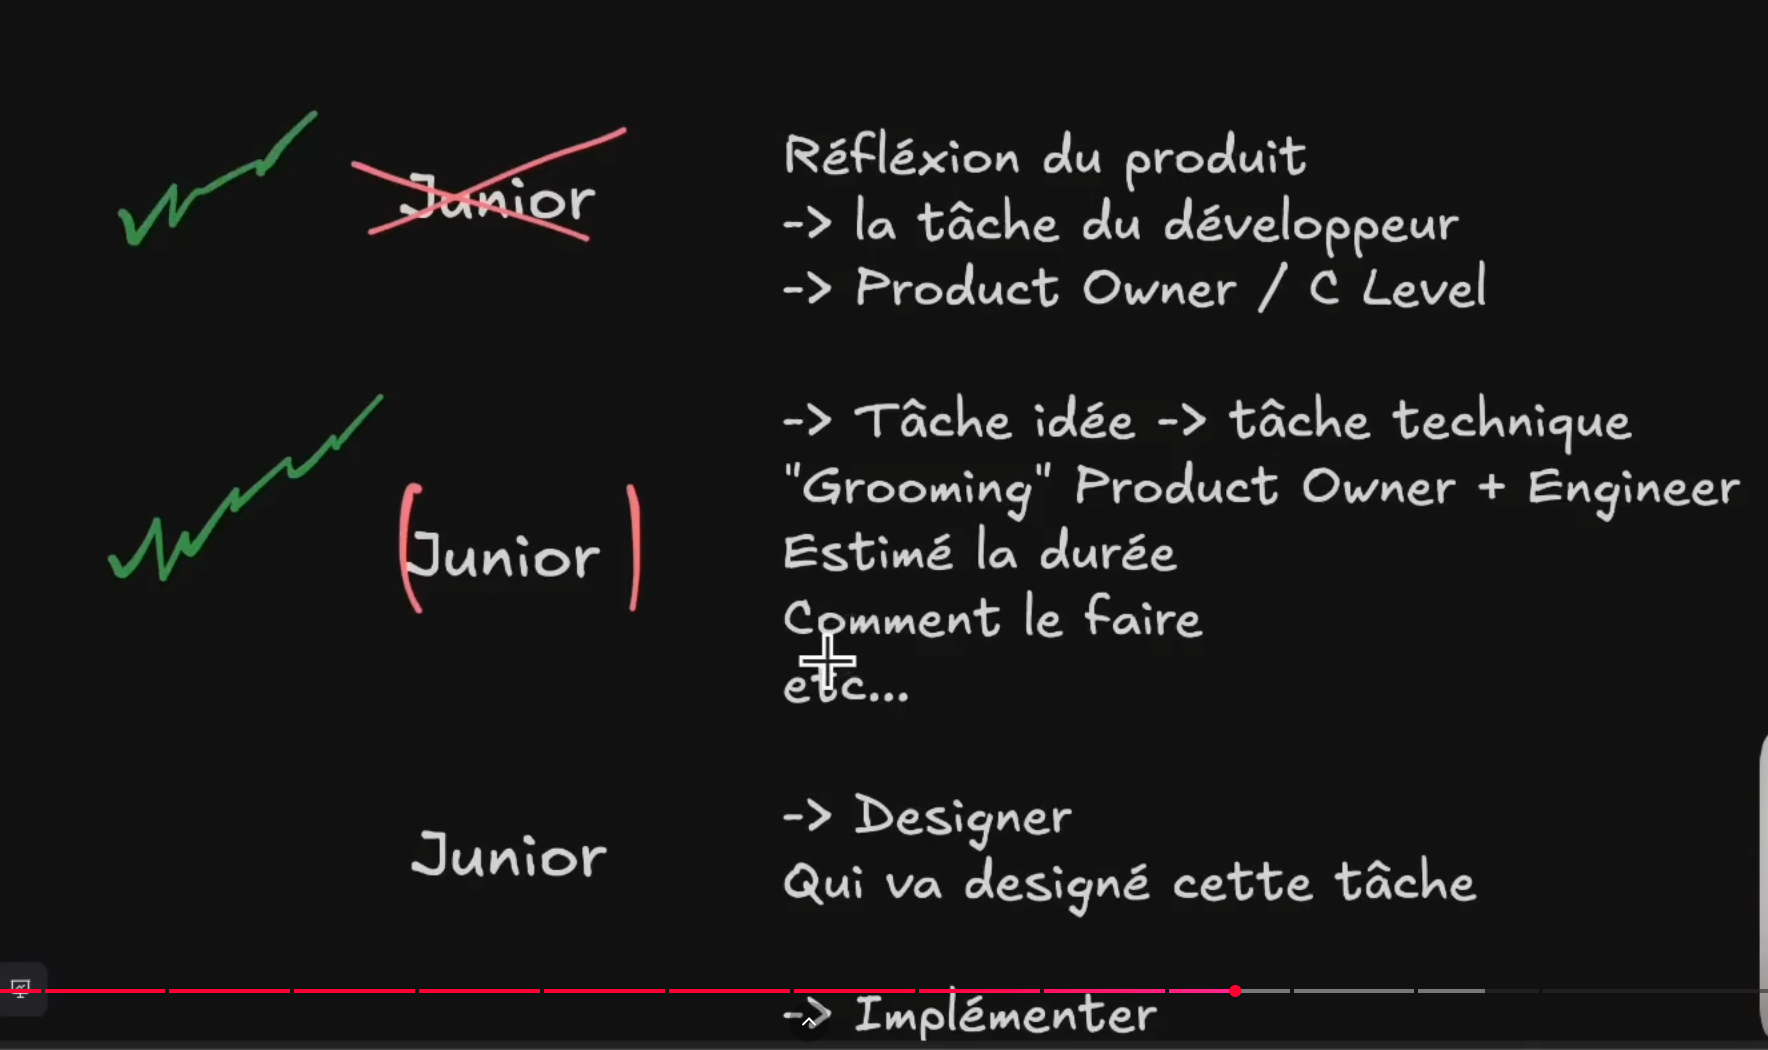 Junior
Réfléxion du produit
-> la tâche du développeur
-> Product Owner / C Level
Junior
-> Tâche idée -> tâche technique
"Grooming" Product Owner + Engineer
Estimé la durée
Comment le faire
etc...
Junior
-> Designer
Qui va designé cette tâche
-> Implémenter